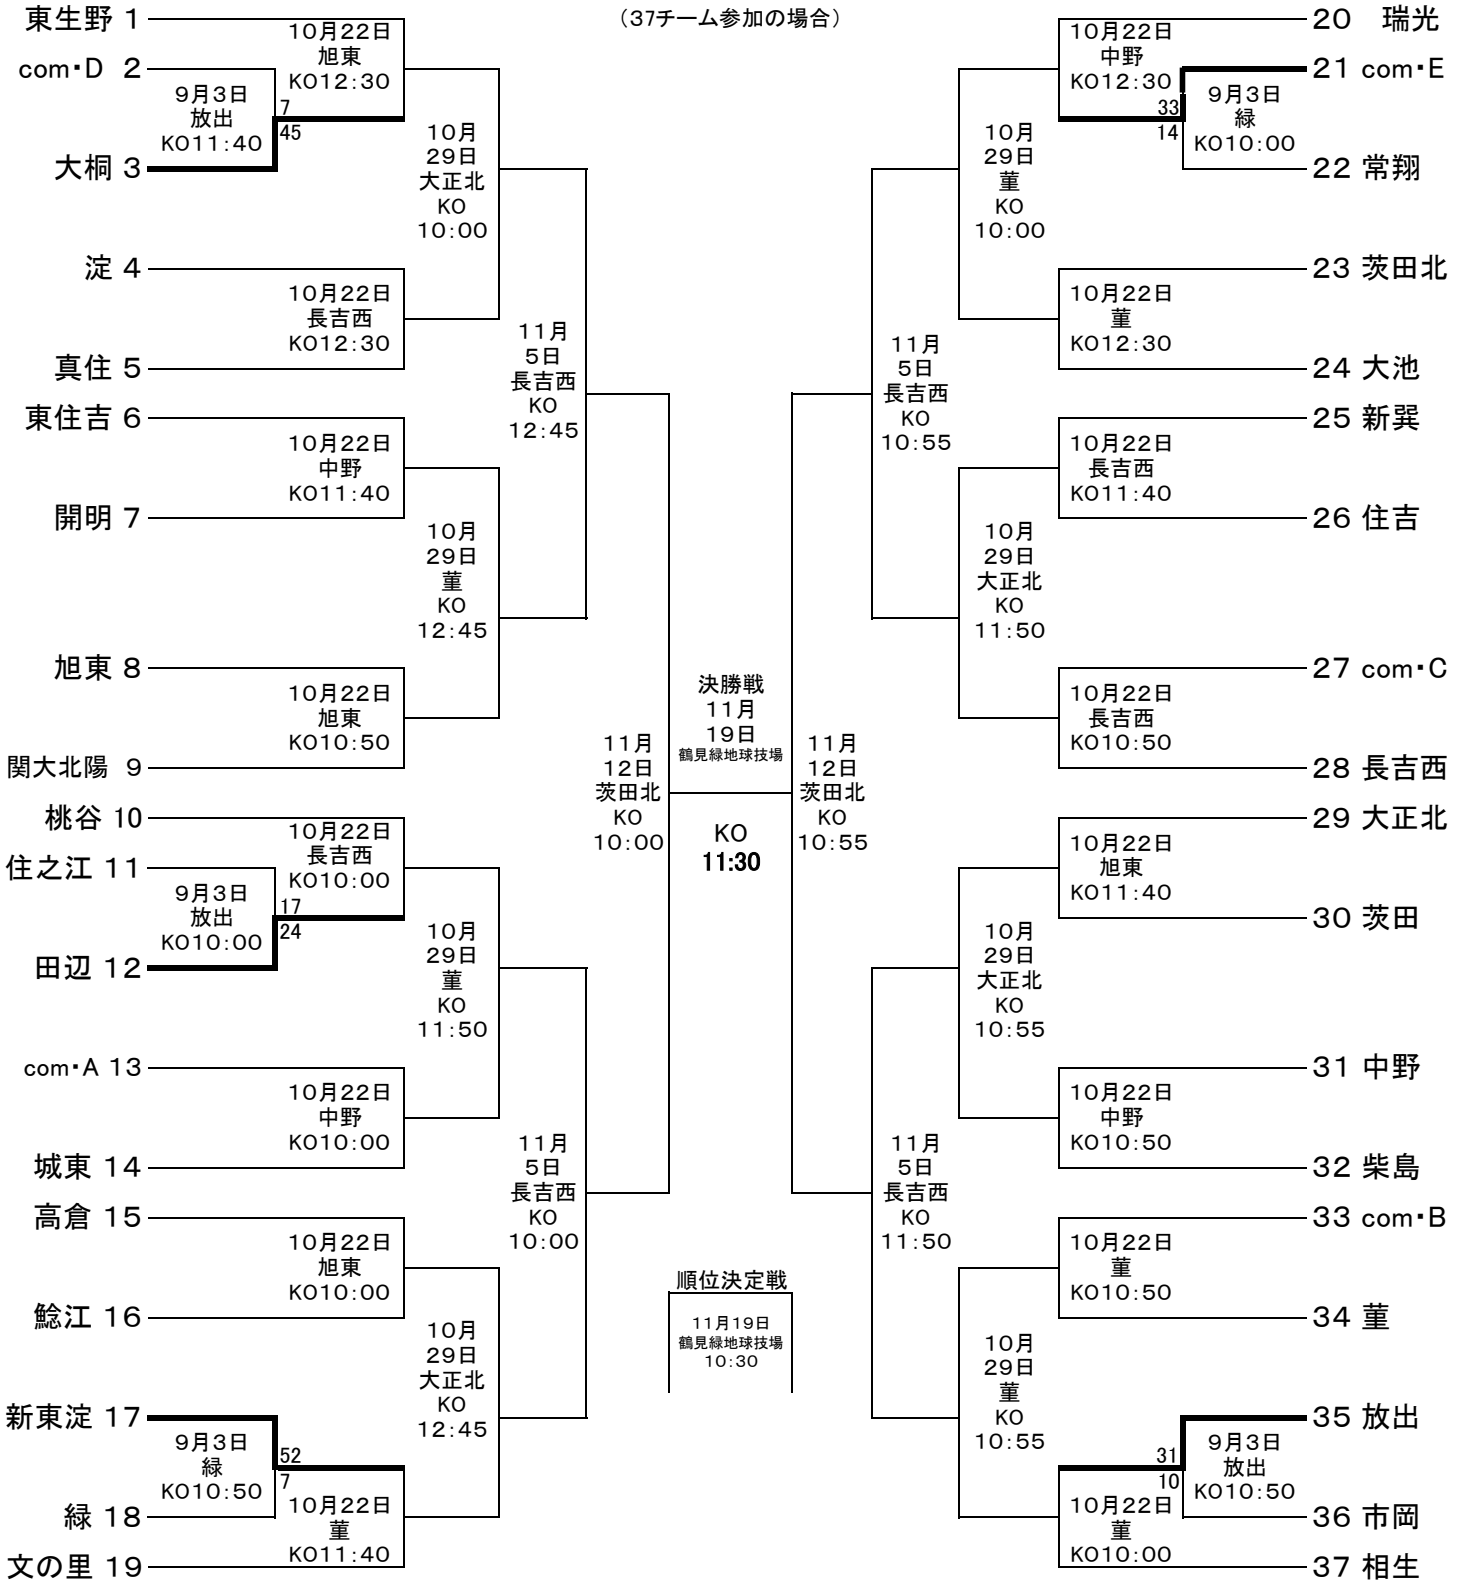 （37チーム参加の場合）
東生野 1
10月22日
旭東
KO12:30
com・D 2
9月3日
放出
KO11:40
7
45
大桐 3
10月
29日
大正北
KO
10:00
淀 4
10月22日
長吉西
KO12:30
真住 5
11月
5日
長吉西
KO
12:45
東住吉 6
10月22日
中野
KO11:40
開明 7
10月
29日
菫
KO
12:45
旭東 8
10月22日
旭東
KO10:50
関大北陽 9
11月
12日
茨田北
KO
10:00
桃谷 10
10月22日
長吉西
KO10:00
住之江 11
9月3日
放出
KO10:00
17
24
田辺 12
10月
29日
菫
KO
11:50
com・A 13
10月22日
中野
KO10:00
城東 14
11月
5日
長吉西
KO
10:00
高倉 15
10月22日
旭東
KO10:00
鯰江 16
10月
29日
大正北
KO
12:45
新東淀 17
9月3日
緑
KO10:50
52
7
緑 18
10月22日
菫
KO11:40
文の里 19
決勝戦
11月
19日
鶴見緑地球技場
KO
11:30
順位決定戦
11月19日
鶴見緑地球技場
10:30
20 瑞光
10月22日
中野
KO12:30
21 com・E
33
14
9月3日
緑
KO10:00
22 常翔
10月
29日
菫
KO
10:00
23 茨田北
10月22日
菫
KO12:30
24 大池
11月
5日
長吉西
KO
10:55
25 新巽
10月22日
長吉西
KO11:40
26 住吉
10月
29日
大正北
KO
11:50
27 com・C
10月22日
長吉西
KO10:50
28 長吉西
11月
12日
茨田北
KO
10:55
29 大正北
10月22日
旭東
KO11:40
30 茨田
10月
29日
大正北
KO
10:55
31 中野
10月22日
中野
KO10:50
32 柴島
11月
5日
長吉西
KO
11:50
33 com・B
10月22日
菫
KO10:50
34 菫
10月
29日
菫
KO
10:55
35 放出
31
10
9月3日
放出
KO10:50
36 市岡
10月22日
菫
KO10:00
37 相生